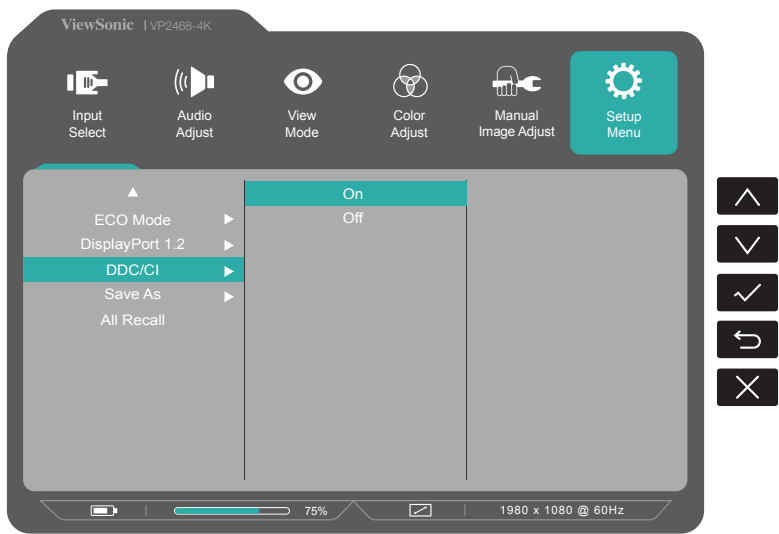 ViewSonic | VP2468-4K
Input
Select
Audio
Adjust
View
Mode
Color
Adjust
Manual
Image Adjust
Setup
Menu
ECO Mode
DisplayPort 1.2
DDC/CI
Save As
All Recall
On
Off
75%
1980 x 1080 @ 60Hz